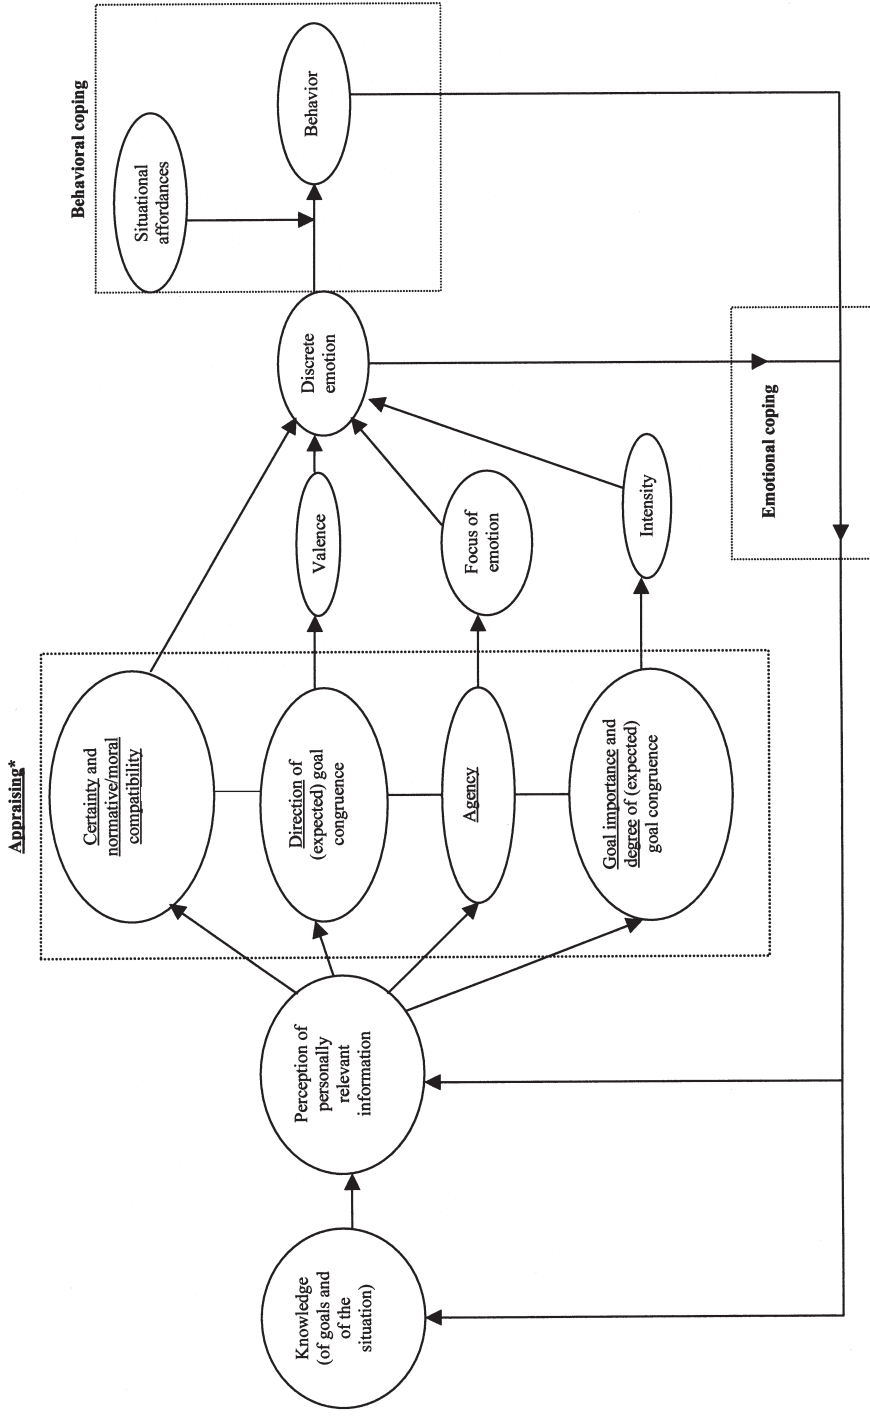 Appraising*
Behavioral coping
Situational
affordances
Behavior
Certainty and
normative/moral
compatibility
Discrete
emotion
Knowledge
(of goals and
of the
situation)
Perception of
personally
relevant
information
Direction of
(expected) goal
congruence
Valence
Agency
Focus of
emotion
Goal importance and
degree of (expected)
goal congruence
Intensity
Emotional coping